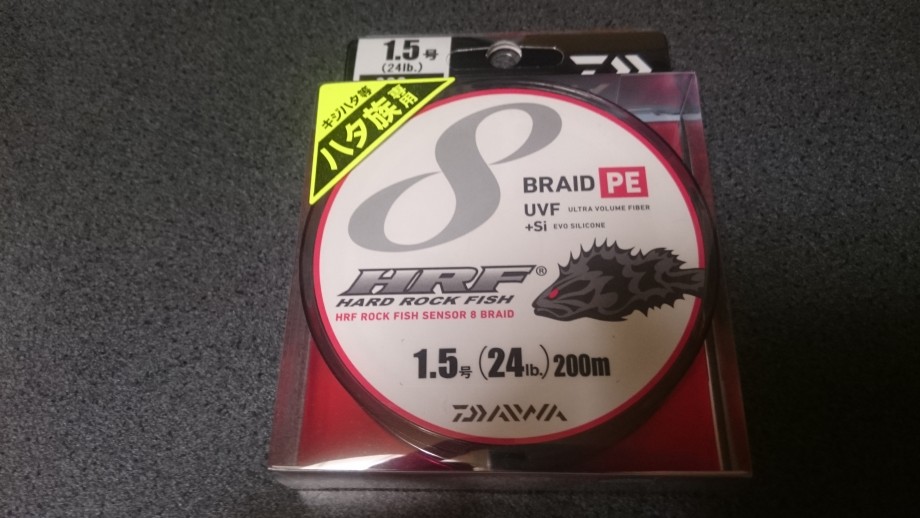 1.5号
(24lb.)
キジハタ等
ハタ族専用
8
BRAID PE
UVF ULTRA VOLUME FIBER
+Si EVO SILICONE
HRF®
HARD ROCK FISH
HRF ROCK FISH SENSOR 8 BRAID
1.5号(24lb.)200m
DAIWA